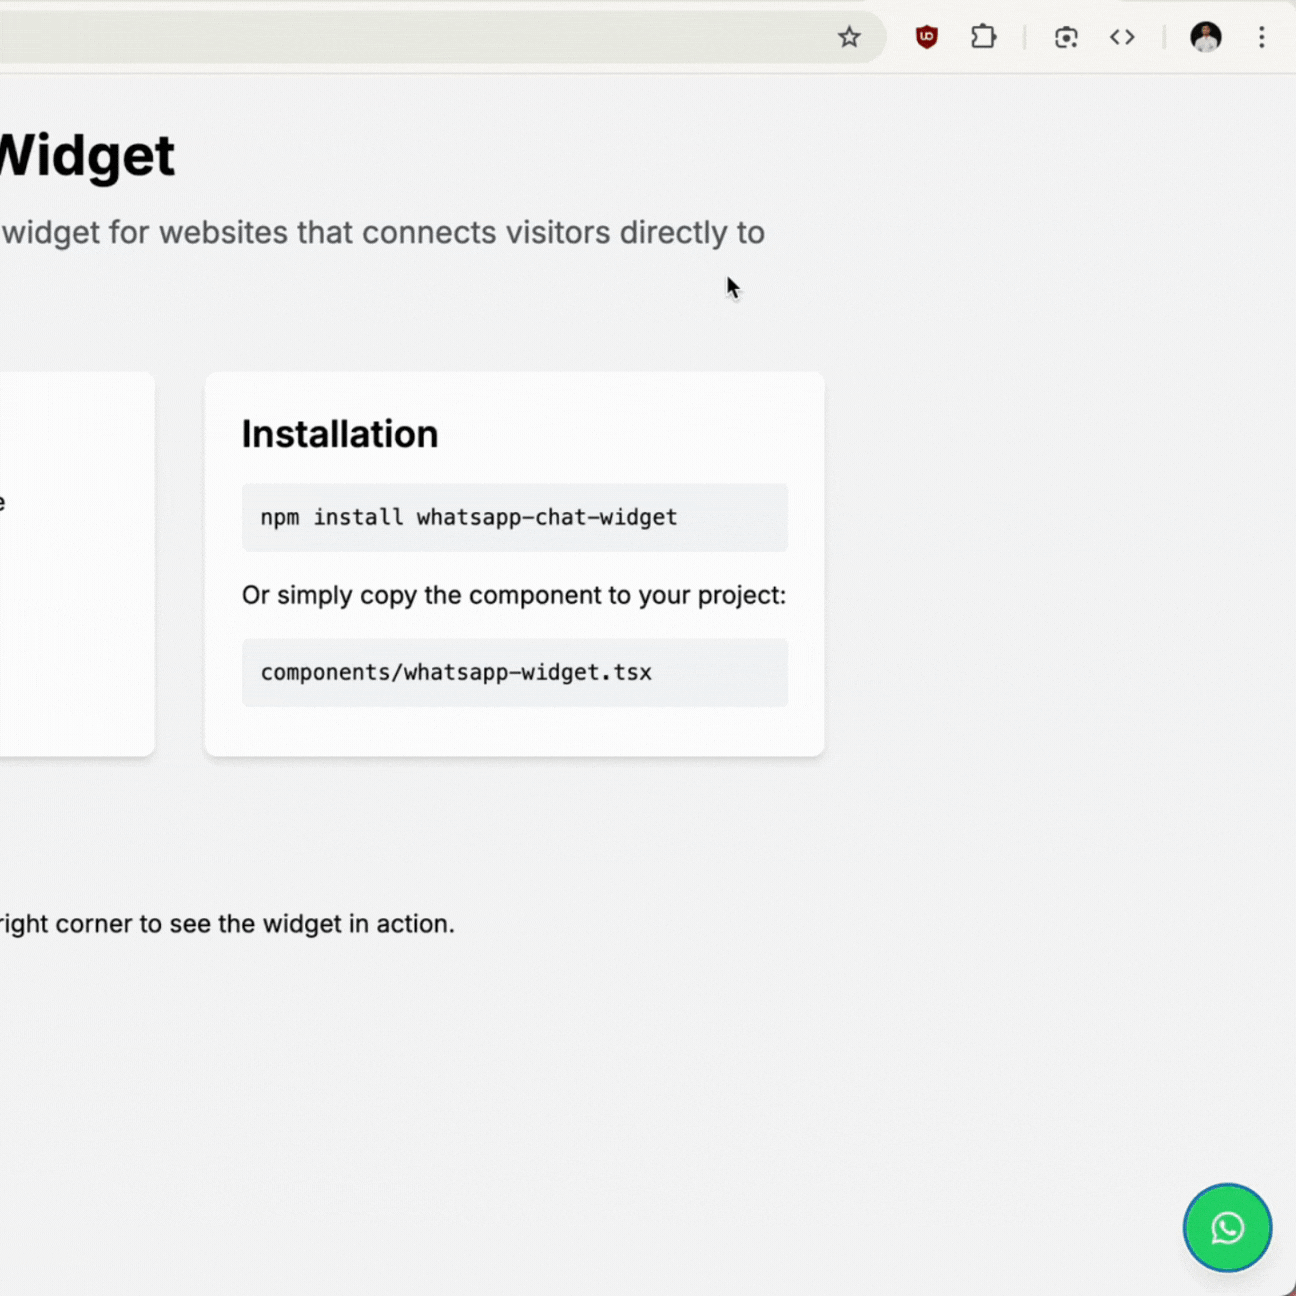 Widget
widget for websites that connects visitors directly to
Installation
e
npm install whatsapp-chat-widget
Or simply copy the component to your project:
components/whatsapp-widget.tsx
right corner to see the widget in action.